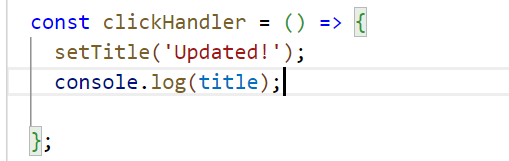 const clickHandler = () => {
setTitle('Updated!');
console.log(title);
};